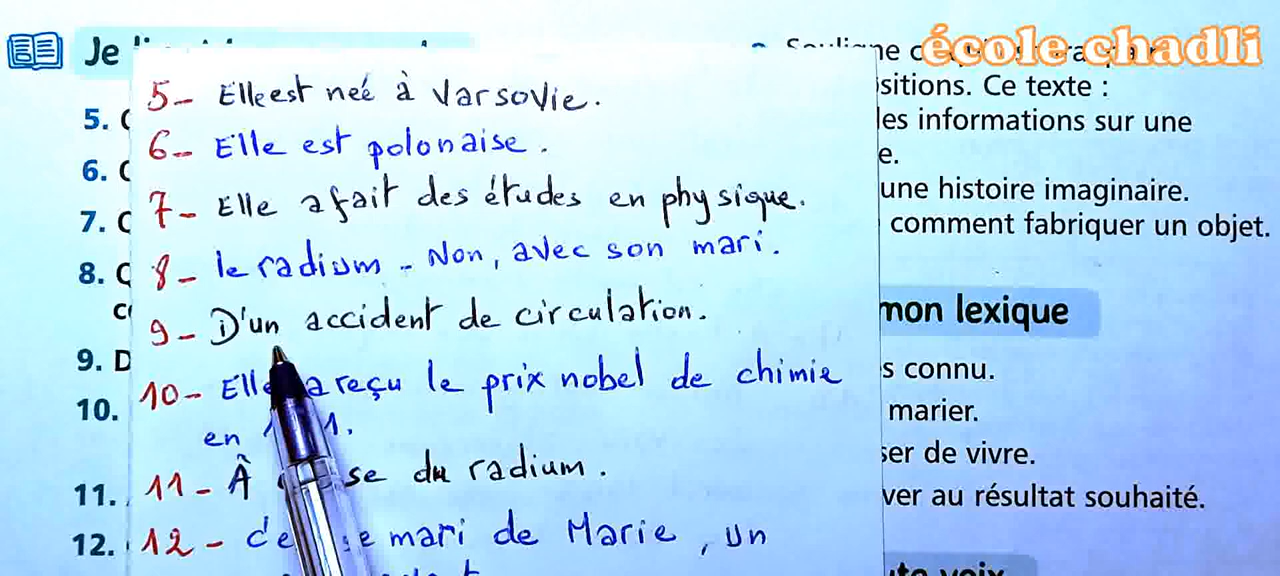 école chadli
Je
5- Elle est neé à Varsovie.
6- Elle est polonaise.
7- Elle a fait des études en physique.
8- le radium - Non, avec son mari.
9- D'un accident de circulation.
10- Elle a reçu le prix nobel de chimie
en
11- À se du radium.
12- mari de Marie, un
5.
6.
7.
8.
9. D
10.
11.
12.
sitions. Ce texte :
les informations sur une
e.
une histoire imaginaire.
comment fabriquer un objet.
mon lexique
s connu.
marier.
ser de vivre.
ver au résultat souhaité.